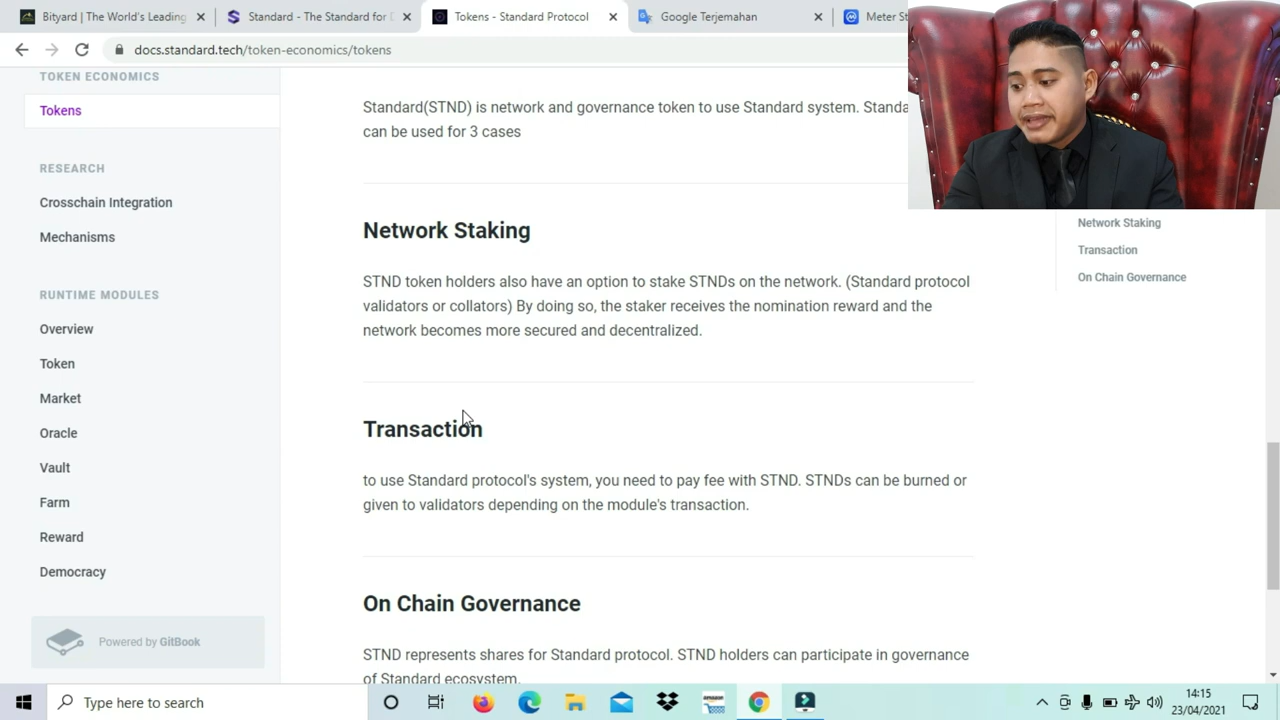 Bityard | The World's Leading
Standard - The Standard for D
Tokens - Standard Protocol
Google Terjemahan
Meter St
docs.standard.tech/token-economics/tokens
TOKEN ECONOMICS
Tokens
RESEARCH
Crosschain Integration
Mechanisms
RUNTIME MODULES
Overview
Token
Market
Oracle
Vault
Farm
Reward
Democracy
Powered by GitBook
Standard(STND) is network and governance token to use Standard system. Standa
can be used for 3 cases
Network Staking
STND token holders also have an option to stake STNDs on the network. (Standard protocol
validators or collators) By doing so, the staker receives the nomination reward and the
network becomes more secured and decentralized.
Transaction
to use Standard protocol's system, you need to pay fee with STND. STNDs can be burned or
given to validators depending on the module's transaction.
On Chain Governance
STND represents shares for Standard protocol. STND holders can participate in governance
of Standard ecosystem.
Network Staking
Transaction
On Chain Governance
Type here to search
amazon
14:15
23/04/2021